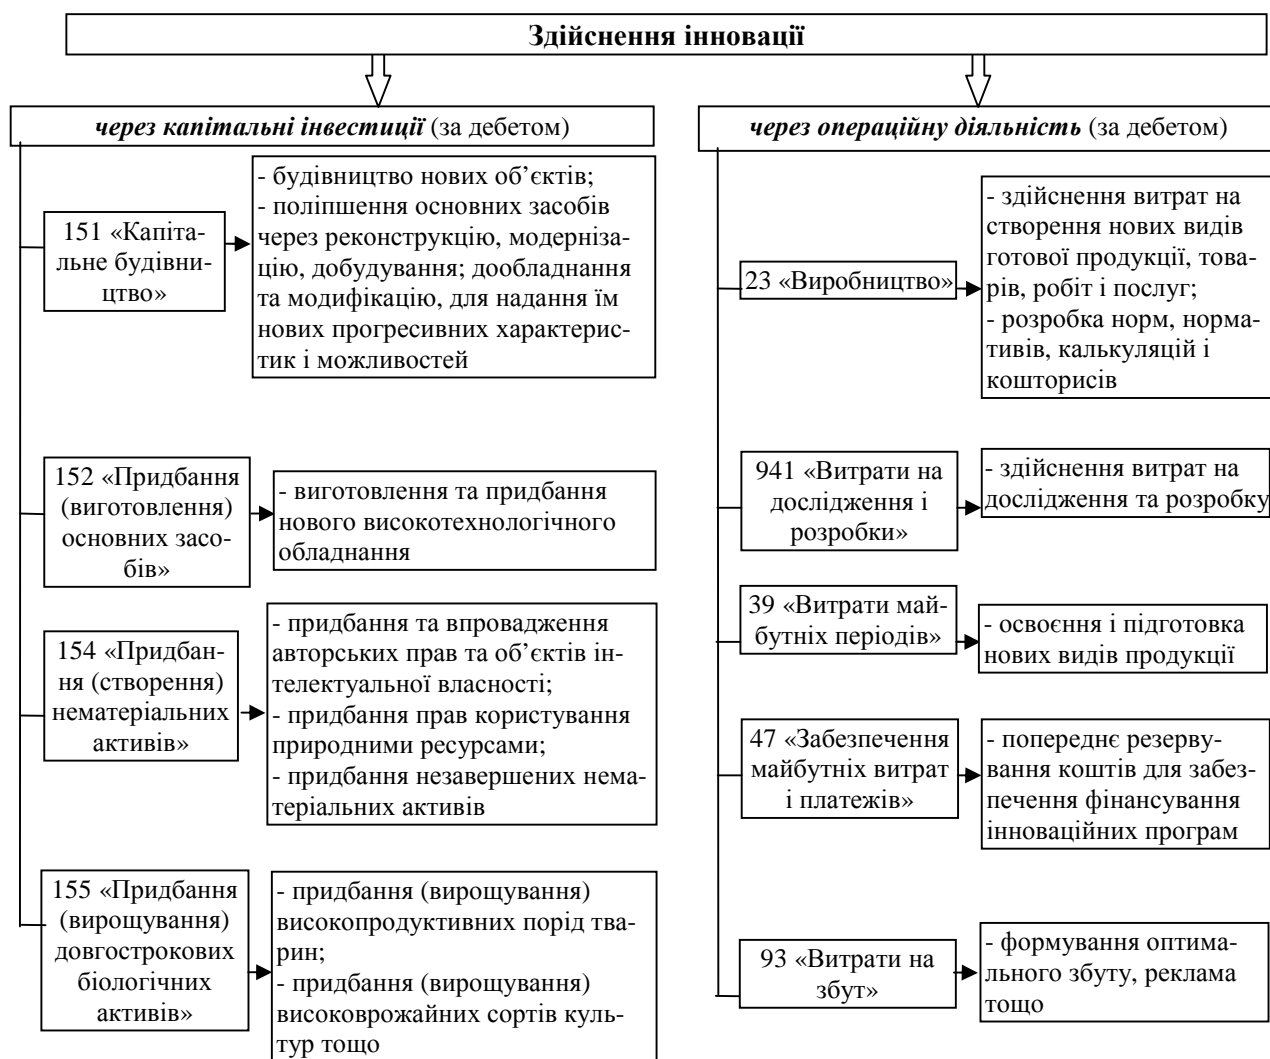 Здійснення інновації
через капітальні інвестиції (за дебетом)
151 «Капіта-
льне будівни-
цтво»
- будівництво нових об’єктів;
- поліпшення основних засобів
через реконструкцію, модерніза-
цію, добудування; дообладнання
та модифікацію, для надання їм
нових прогресивних характерис-
тик і можливостей
152 «Придбання
(виготовлення)
основних засо-
бів»
- виготовлення та придбання
нового високотехнологічного
обладнання
154 «Придбан-
ня (створення)
нематеріальних
активів»
- придбання та впровадження
авторських прав та об’єктів ін-
телектуальної власності;
- придбання прав користування
природними ресурсами;
- придбання незавершених нема-
теріальних активів
155 «Придбання
(вирощування)
довгострокових
біологічних
активів»
- придбання (вирощування)
високопродуктивних порід тва-
рин;
- придбання (вирощування)
високоврожайних сортів куль-
тур тощо
через операційну діяльність (за дебетом)
23 «Виробництво»
- здійснення витрат на
створення нових видів
готової продукції, това-
рів, робіт і послуг;
- розробка норм, норма-
тивів, калькуляцій і
кошторисів
941 «Витрати на
дослідження і
розробки»
- здійснення витрат на
дослідження та розробку
39 «Витрати май-
бутніх періодів»
- освоєння і підготовка
нових видів продукції
47 «Забезпечення
майбутніх витрат
і платежів»
- попереднє резерву-
вання коштів для забез-
печення фінансування
інноваційних програм
93 «Витрати на
збут»
- формування оптима-
льного збуту, реклама
тощо